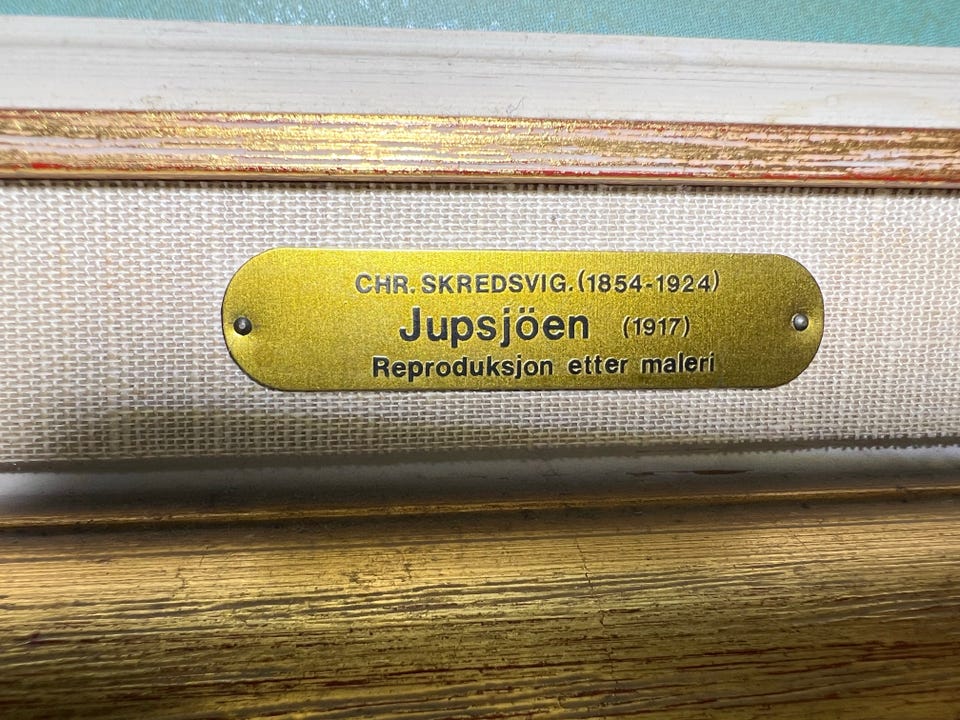 CHR. SKREDSVIG. (1854-1924)
Jupsjöen (1917)
Reproduksjon etter maleri